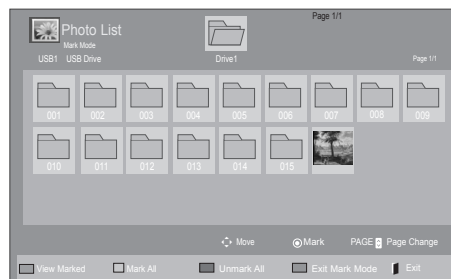 Page 1/1
Photo List
Mark Mode
USB1 USB Drive Drive1 Page 1/1
001 002 003 004 005 006 007 008 009
010 011 012 013 014 015
Move Mark PAGE Page Change
View Marked Mark All Unmark All Exit Mark Mode Exit